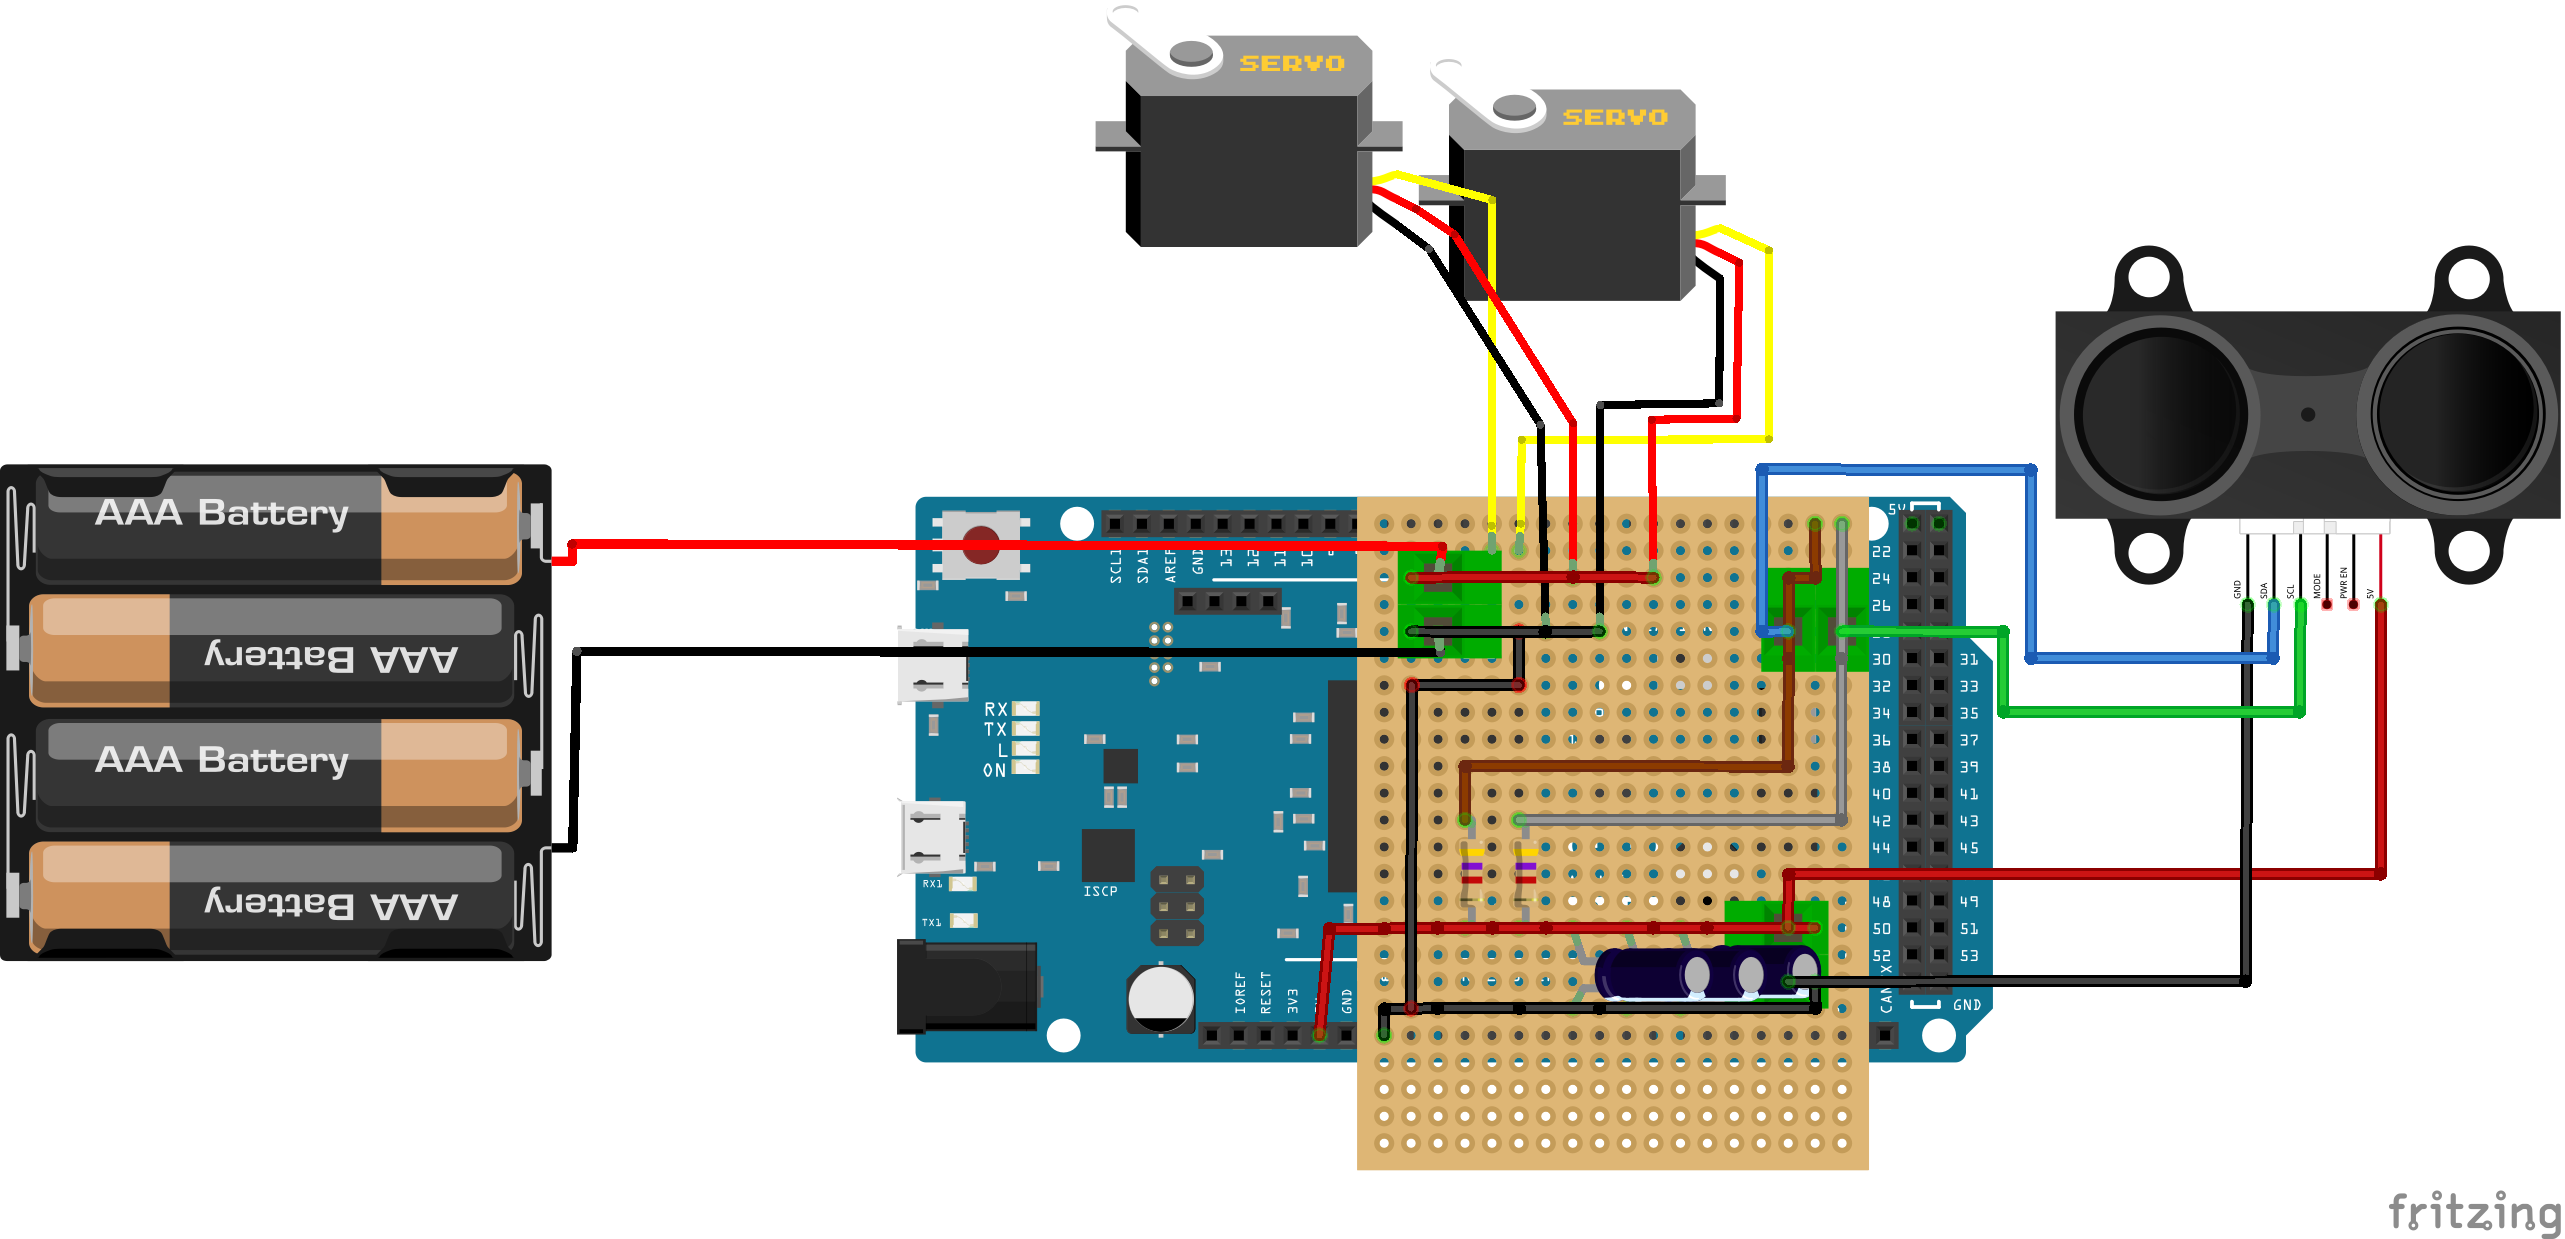 SERVO
SERVO
AAA Battery
AAA Battery
AAA Battery
AAA Battery
SCL1
SDA1
AREF
GND
13
12
11
10
RX
TX
L
ON
RX1
TX1
ISCP
IOREF
RESET
3V3
GND
5V
22
24
26
30 31
32 33
34 35
36 37
38 39
40 41
42 43
44 45
48 49
50 51
52 53
GND
GND
SDA
SCL
MODE
PWR EN
5V
fritzing